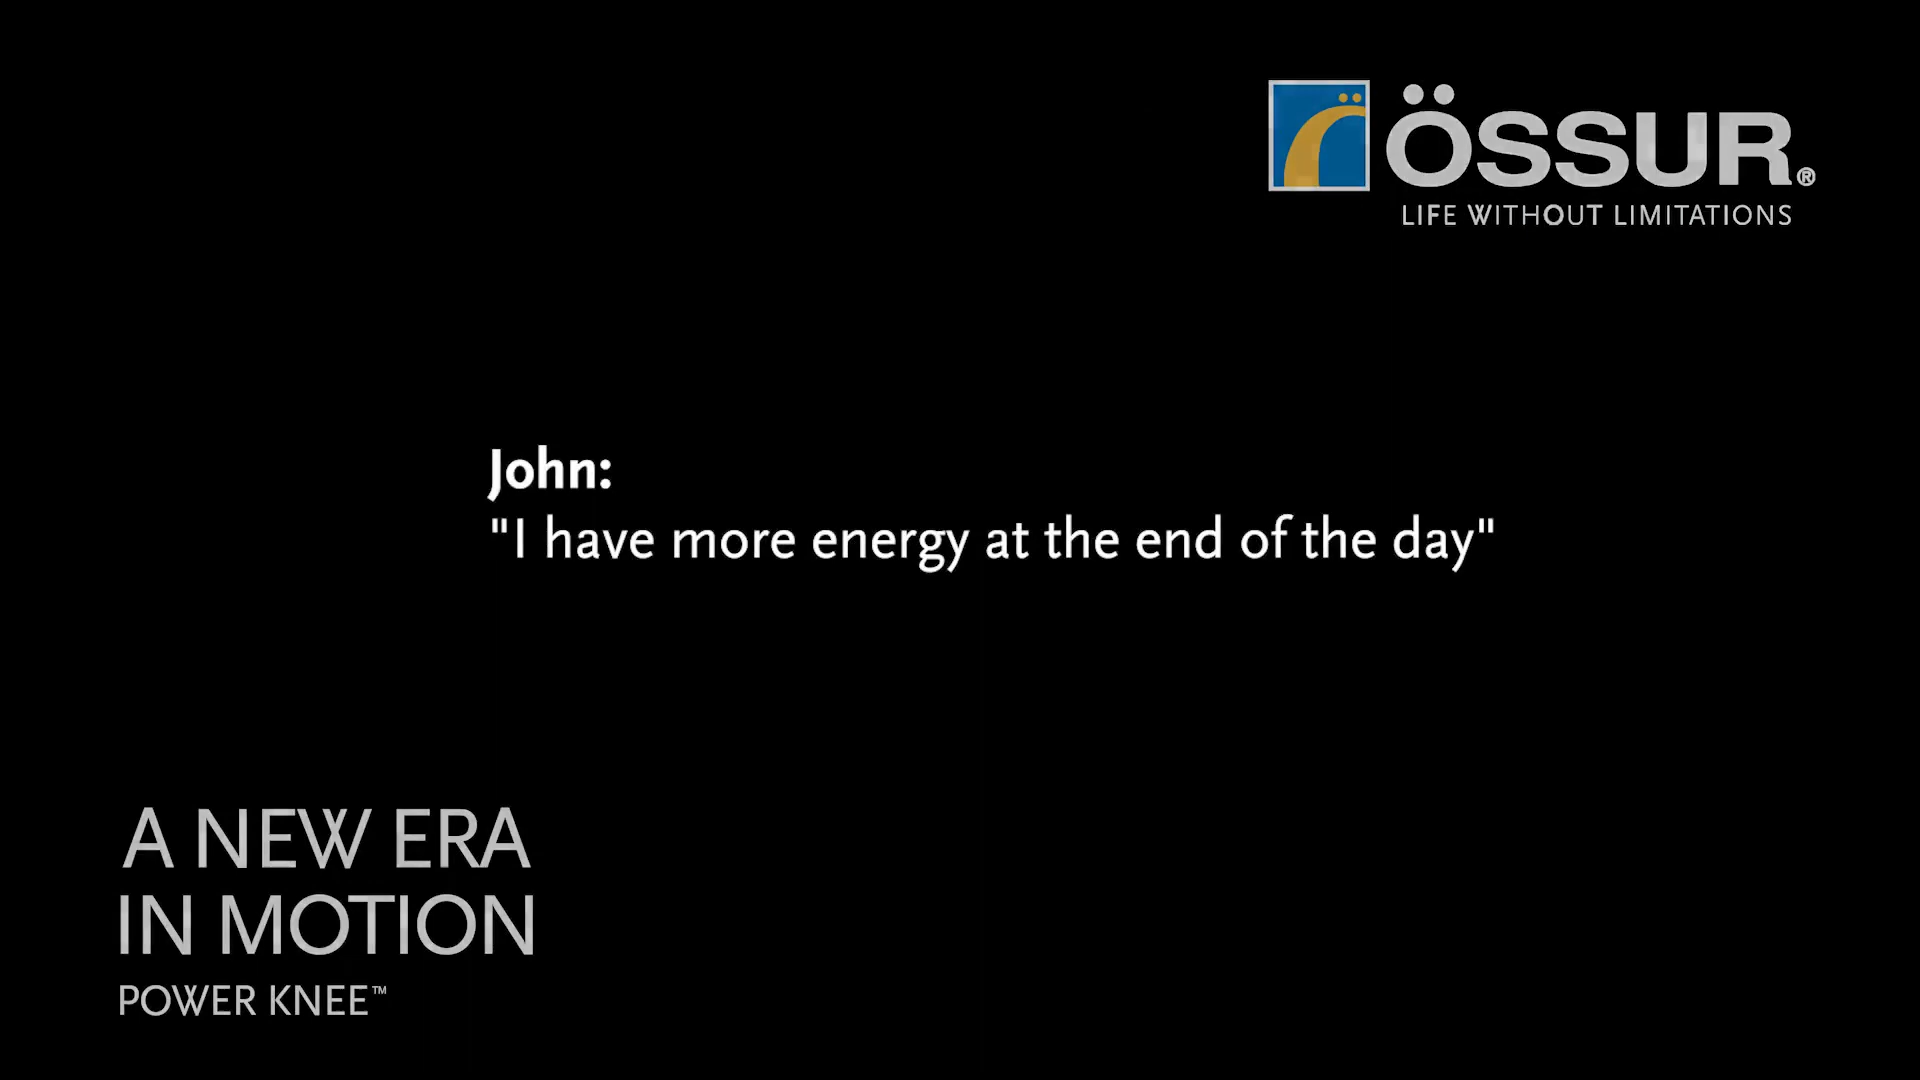 ÖSSUR®
LIFE WITHOUT LIMITATIONS
John:
"I have more energy at the end of the day"
A NEW ERA
IN MOTION
POWER KNEE™